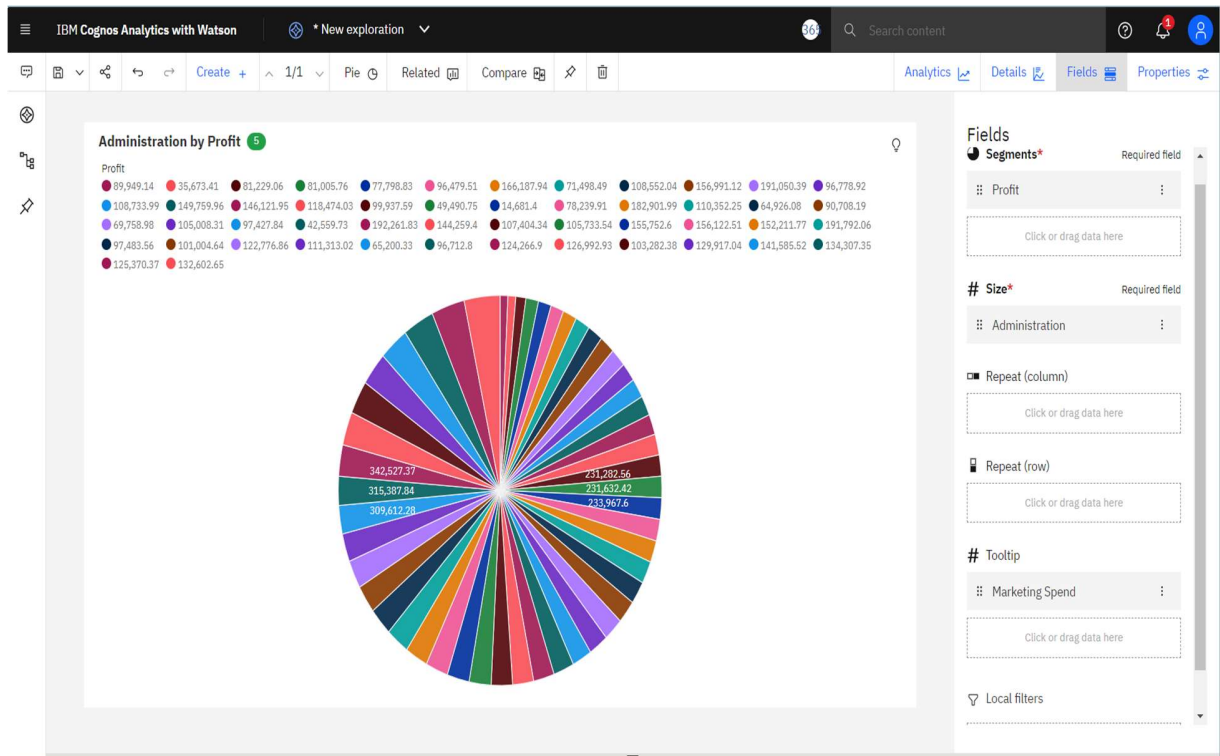 IBM Cognos Analytics with Watson
* New exploration
Search content
Create +
1/1
Pie
Related
Compare
Analytics
Details
Fields
Properties
Administration by Profit 5
Profit
89,949.14 35,673.41 81,229.06 81,005.76 77,798.83 96,479.51 166,187.94 71,498.49 108,552.04 156,991.12 191,050.39 96,778.92
108,733.99 149,759.96 146,121.95 118,474.03 99,937.59 49,490.75 14,681.4 78,239.91 182,901.99 110,352.25 64,926.08 90,708.19
69,758.98 105,008.31 97,427.84 42,559.73 192,261.83 144,259.4 107,404.34 105,733.54 155,752.6 156,122.51 152,211.77 191,792.06
97,483.56 101,004.64 122,776.86 111,313.02 65,200.33 96,712.8 124,266.9 126,992.93 103,282.38 129,917.04 141,585.52 134,307.35
125,370.37 132,602.65
342,527.37
315,387.84
309,612.28
231,282.56
231,632.42
233,967.6
Fields
Segments* Required field
Profit
Click or drag data here
# Size* Required field
Administration
Repeat (column)
Click or drag data here
Repeat (row)
Click or drag data here
# Tooltip
Marketing Spend
Click or drag data here
Local filters